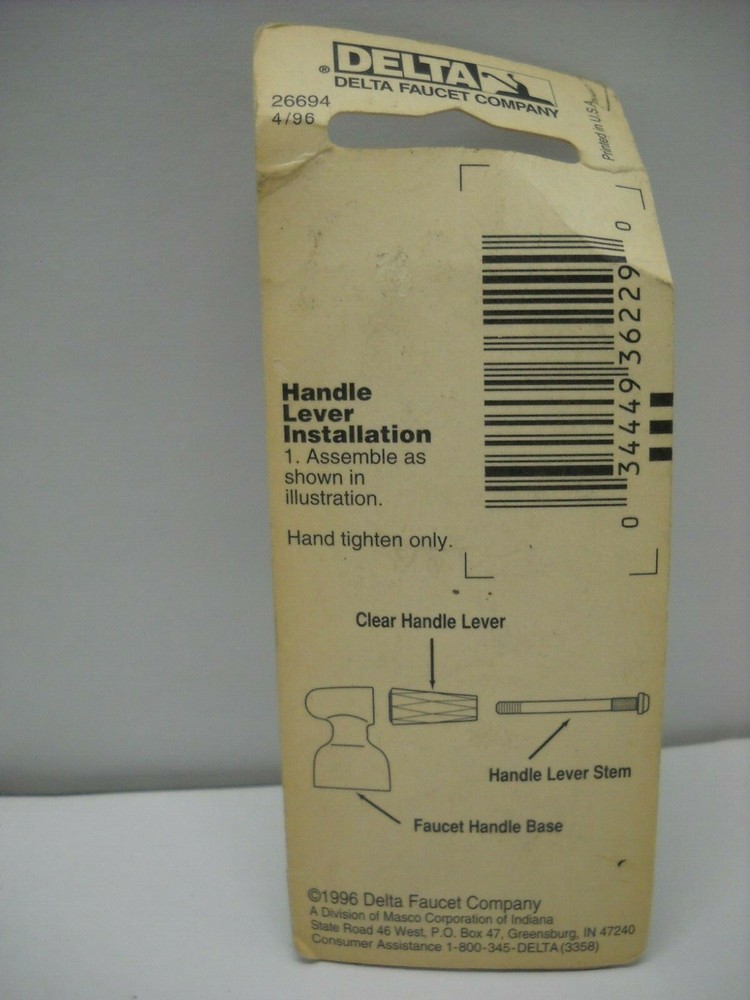 DELTA
®
DELTA FAUCET COMPANY
26694
4/96
Printed in U.S.A.
0 34449 36229 0
Handle
Lever
Installation
1. Assemble as
shown in
illustration.
Hand tighten only.
Clear Handle Lever
Handle Lever Stem
Faucet Handle Base
©1996 Delta Faucet Company
A Division of Masco Corporation of Indiana
State Road 46 West, P.O. Box 47, Greensburg, IN 47240
Consumer Assistance 1-800-345-DELTA (3358)